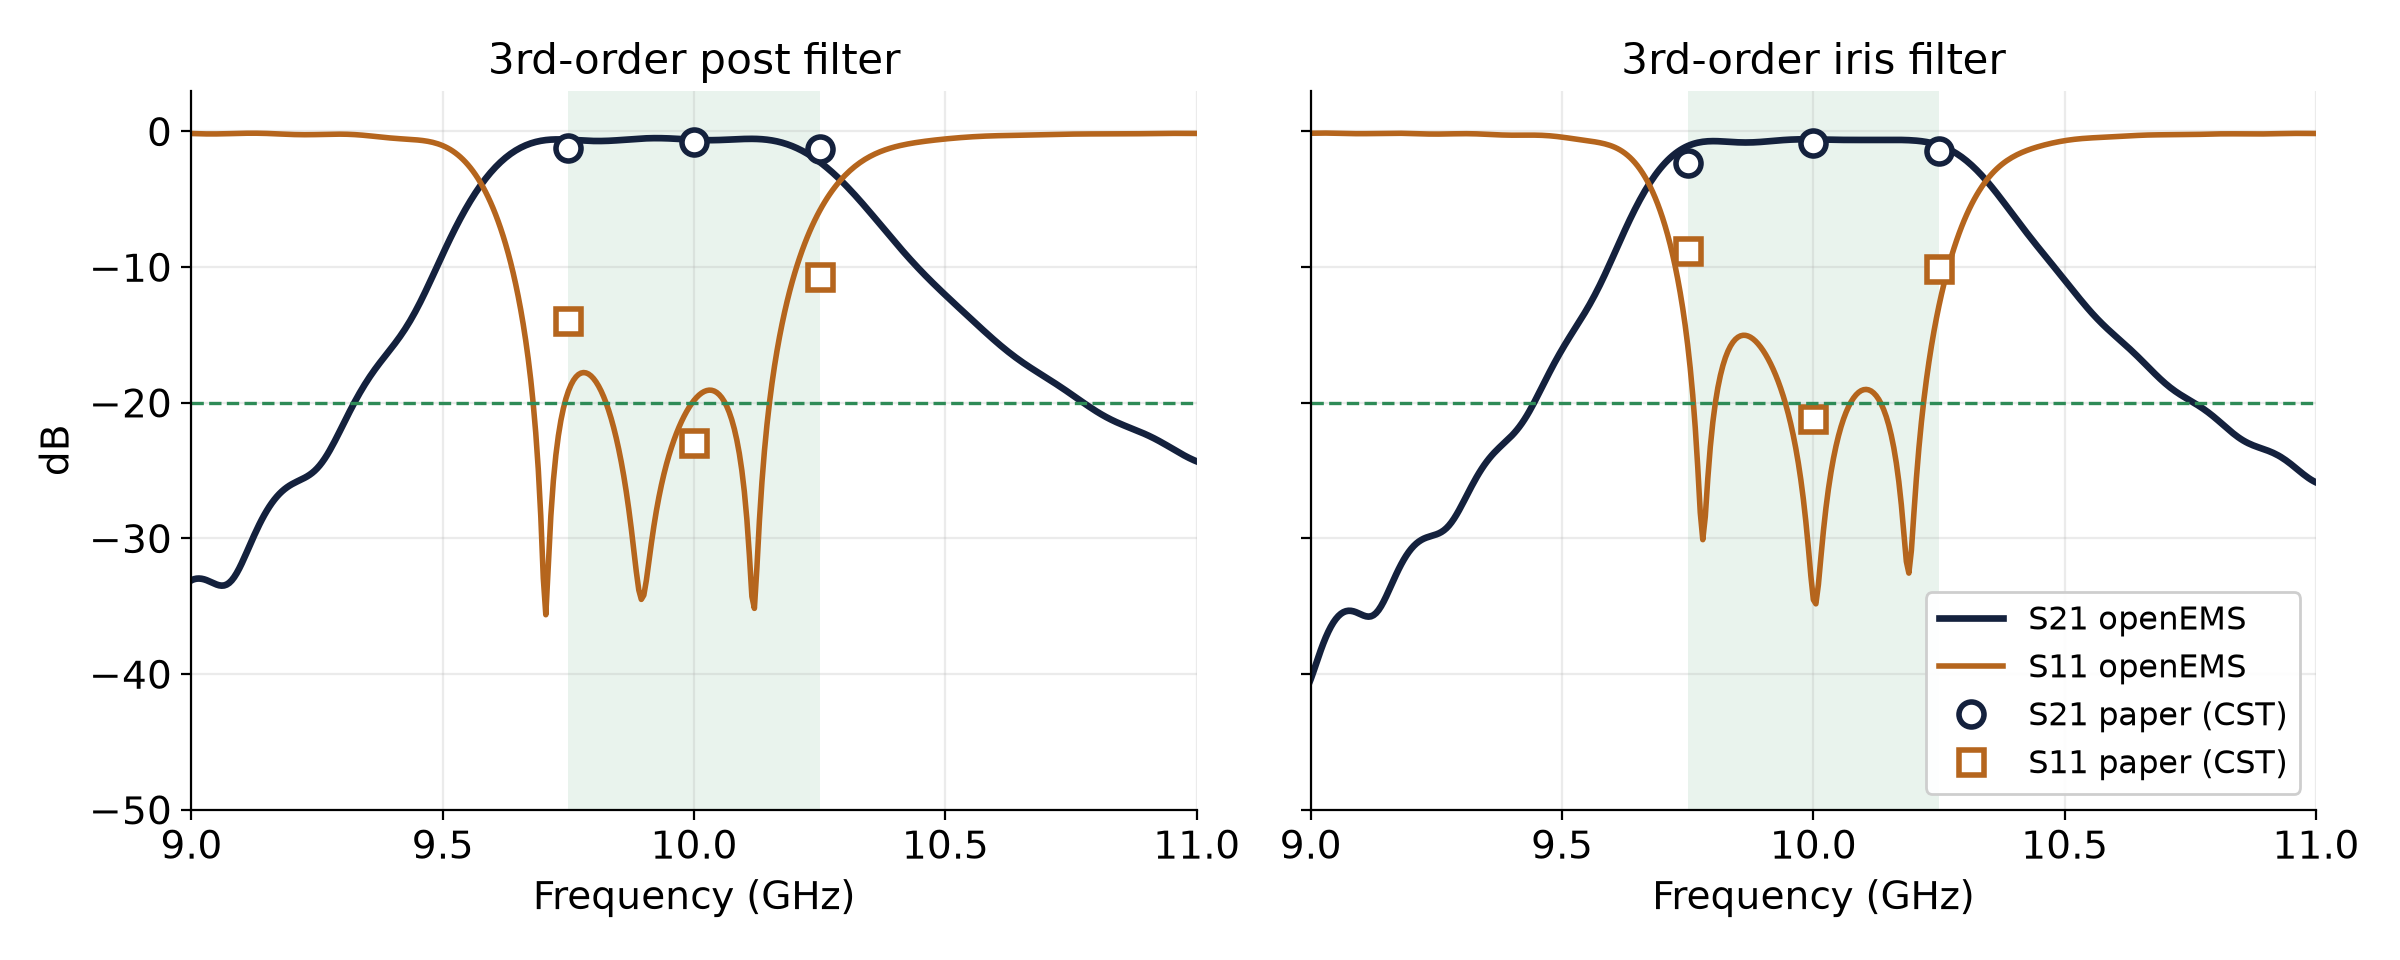 3rd-order post filter
3rd-order iris filter
0
−10
−20
−30
−40
−50
dB
9.0
9.5
10.0
10.5
11.0
9.0
9.5
10.0
10.5
11.0
Frequency (GHz)
Frequency (GHz)
S21 openEMS
S11 openEMS
S21 paper (CST)
S11 paper (CST)